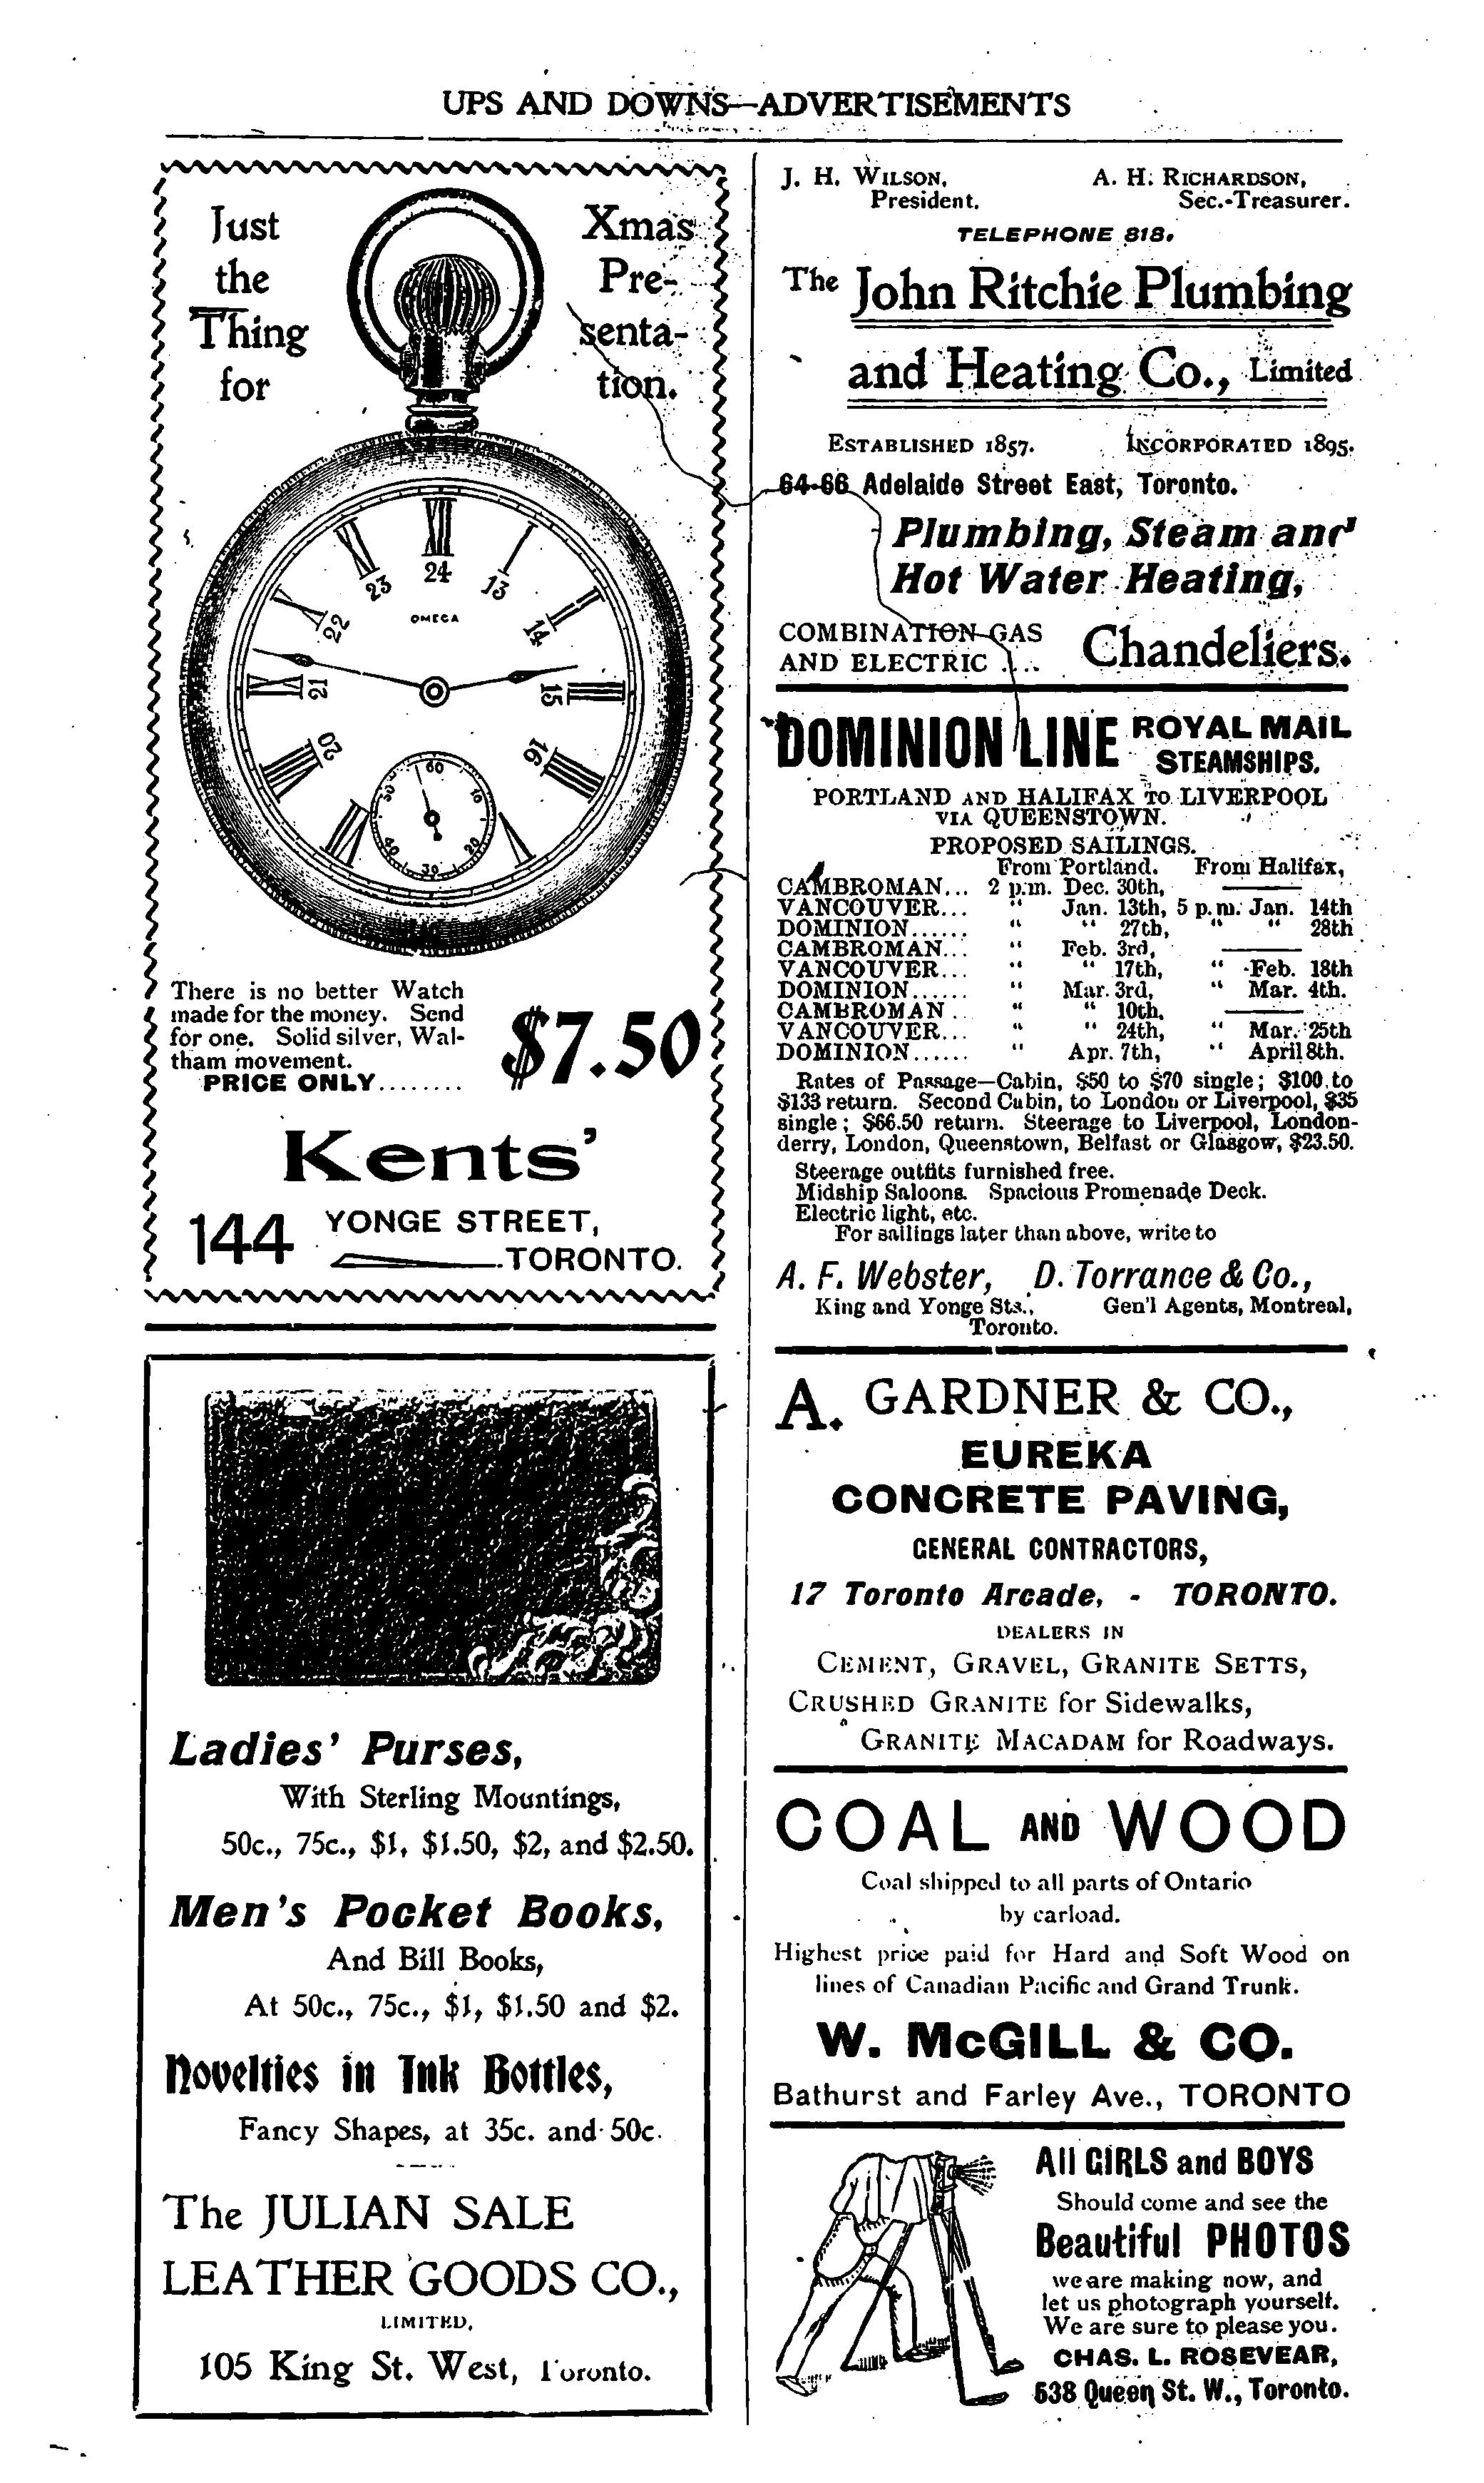 UPS AND DOWNS—ADVERTISEMENTS
Just
the
Thing
for
Xmas
Pre-
senta-
tion.
24
13
14
15
16
20
21
22
23
OMEGA
60
10
20
30
40
50
There is no better Watch
made for the money. Send
for one. Solid silver, Wal-
tham movement.
PRICE ONLY........
$7.50
Kents'
144 YONGE STREET,
TORONTO.
Ladies' Purses,
With Sterling Mountings,
50c., 75c., $1, $1.50, $2, and $2.50.
Men's Pocket Books,
And Bill Books,
At 50c., 75c., $1, $1.50 and $2.
Novelties in Ink Bottles,
Fancy Shapes, at 35c. and 50c.
The JULIAN SALE
LEATHER GOODS CO.,
LIMITED,
105 King St. West, Toronto.
J. H. WILSON, A. H. RICHARDSON,
President. Sec.-Treasurer.
TELEPHONE 818.
The John Ritchie Plumbing
and Heating Co., Limited
ESTABLISHED 1857. INCORPORATED 1895.
64-66 Adelaide Street East, Toronto.
Plumbing, Steam and
Hot Water Heating,
COMBINATION GAS
AND ELECTRIC ....
Chandeliers.
DOMINION LINE ROYAL MAIL
STEAMSHIPS.
PORTLAND AND HALIFAX TO LIVERPOOL
VIA QUEENSTOWN.
PROPOSED SAILINGS.
From Portland. From Halifax,
CAMBROMAN... 2 p.m. Dec. 30th, ———
VANCOUVER... " Jan. 13th, 5 p.m. Jan. 14th
DOMINION...... " " 27th, " " 28th
CAMBROMAN... " Feb. 3rd, ———
VANCOUVER... " " 17th, " Feb. 18th
DOMINION...... " Mar. 3rd, " Mar. 4th.
CAMBROMAN... " " 10th, ———
VANCOUVER... " " 24th, " Mar. 25th
DOMINION...... " Apr. 7th, " April 8th.
Rates of Passage—Cabin, $50 to $70 single; $100 to
$133 return. Second Cabin, to London or Liverpool, $35
single; $66.50 return. Steerage to Liverpool, London-
derry, London, Queenstown, Belfast or Glasgow, $23.50.
Steerage outfits furnished free.
Midship Saloons. Spacious Promenade Deck.
Electric light, etc.
For sailings later than above, write to
A. F. Webster, D. Torrance & Co.,
King and Yonge Sts., Gen'l Agents, Montreal,
Toronto.
A. GARDNER & CO.,
EUREKA
CONCRETE PAVING,
GENERAL CONTRACTORS,
17 Toronto Arcade, - TORONTO.
DEALERS IN
CEMENT, GRAVEL, GRANITE SETTS,
CRUSHED GRANITE for Sidewalks,
GRANITE MACADAM for Roadways.
COAL AND WOOD
Coal shipped to all parts of Ontario
by carload.
Highest price paid for Hard and Soft Wood on
lines of Canadian Pacific and Grand Trunk.
W. McGILL & CO.
Bathurst and Farley Ave., TORONTO
All GIRLS and BOYS
Should come and see the
Beautiful PHOTOS
we are making now, and
let us photograph yourself.
We are sure to please you.
CHAS. L. ROSEVEAR,
538 Queen St. W., Toronto.